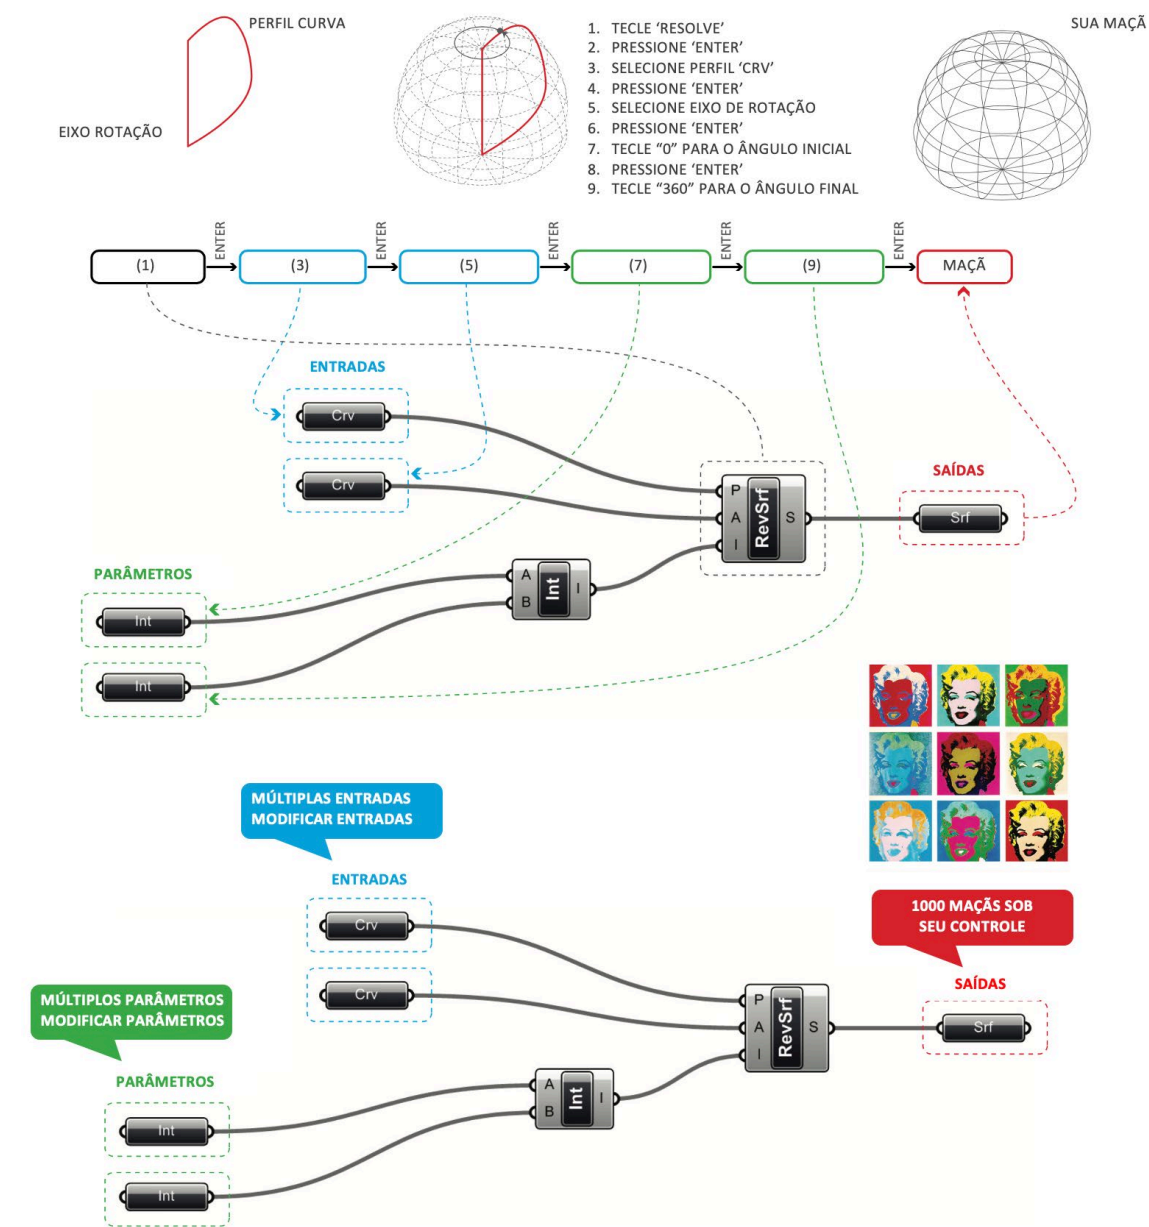 PERFIL CURVA
EIXO ROTAÇÃO
1. TECLE ‘RESOLVE’
2. PRESSIONE ‘ENTER’
3. SELECIONE PERFIL ‘CRV’
4. PRESSIONE ‘ENTER’
5. SELECIONE EIXO DE ROTAÇÃO
6. PRESSIONE ‘ENTER’
7. TECLE “0” PARA O ÂNGULO INICIAL
8. PRESSIONE ‘ENTER’
9. TECLE “360” PARA O ÂNGULO FINAL
SUA MAÇÃ
(1)
ENTER
(3)
ENTER
(5)
ENTER
(7)
ENTER
(9)
ENTER
MAÇÃ
ENTRADAS
Crv
Crv
P
A
I
RevSrf
S
SAÍDAS
Srf
PARÂMETROS
Int
Int
A
B
Int
I
MÚLTIPLAS ENTRADAS
MODIFICAR ENTRADAS
ENTRADAS
Crv
Crv
1000 MAÇÃS SOB
SEU CONTROLE
SAÍDAS
Srf
P
A
I
RevSrf
S
MÚLTIPLOS PARÂMETROS
MODIFICAR PARÂMETROS
PARÂMETROS
Int
Int
A
B
Int
I